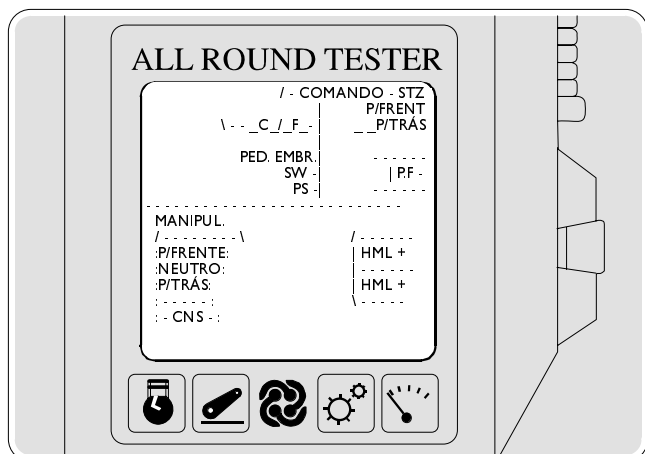 ALL ROUND TESTER
/ - COMANDO - STZ
| P/FRENT
\ - - _C_/_F_-| _ _P/TRÁS
|
PED. EMBR.| - - - - - -
SW -| | P.F -
PS -| - - - - - -
- - - - - - - - - - - - - - - - - - - - - - - - - -
MANIPUL.
/ - - - - - - - - \ / - - - - - -
:P/FRENTE: | HML +
:NEUTRO: | - - - - - -
:P/TRÁS: | HML +
: - - - - - : \ - - - - -
: - CNS - :